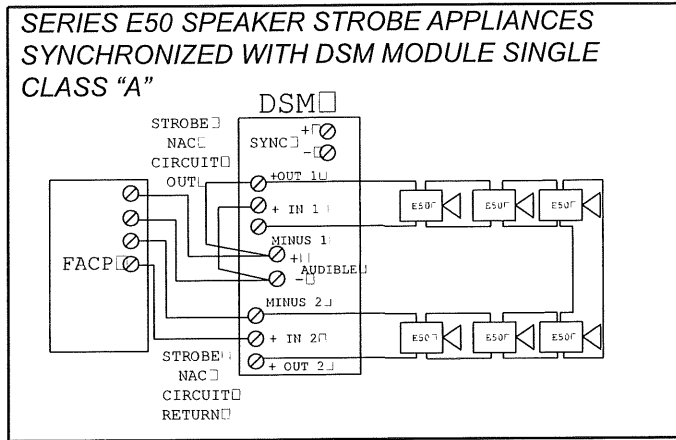 SERIES E50 SPEAKER STROBE APPLIANCES
SYNCHRONIZED WITH DSM MODULE SINGLE
CLASS “A”
DSM
STROBE
NAC
CIRCUIT
OUT
SYNC
+
-
+OUT 1
+ IN 1
MINUS 1
+
AUDIBLE
-
MINUS 2
+ IN 2
+ OUT 2
FACP
STROBE
NAC
CIRCUIT
RETURN
E50
E50
E50
E50
E50
E50